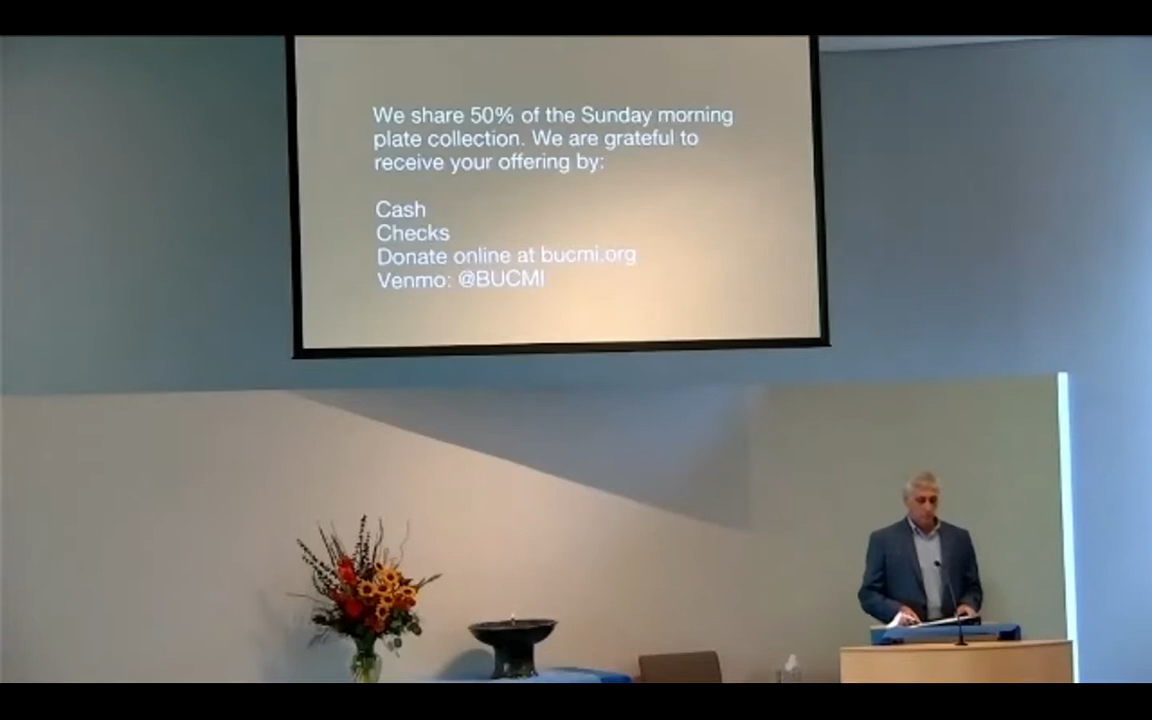 We share 50% of the Sunday morning
plate collection. We are grateful to
receive your offering by:
Cash
Checks
Donate online at bucmi.org
Venmo: @BUCMI